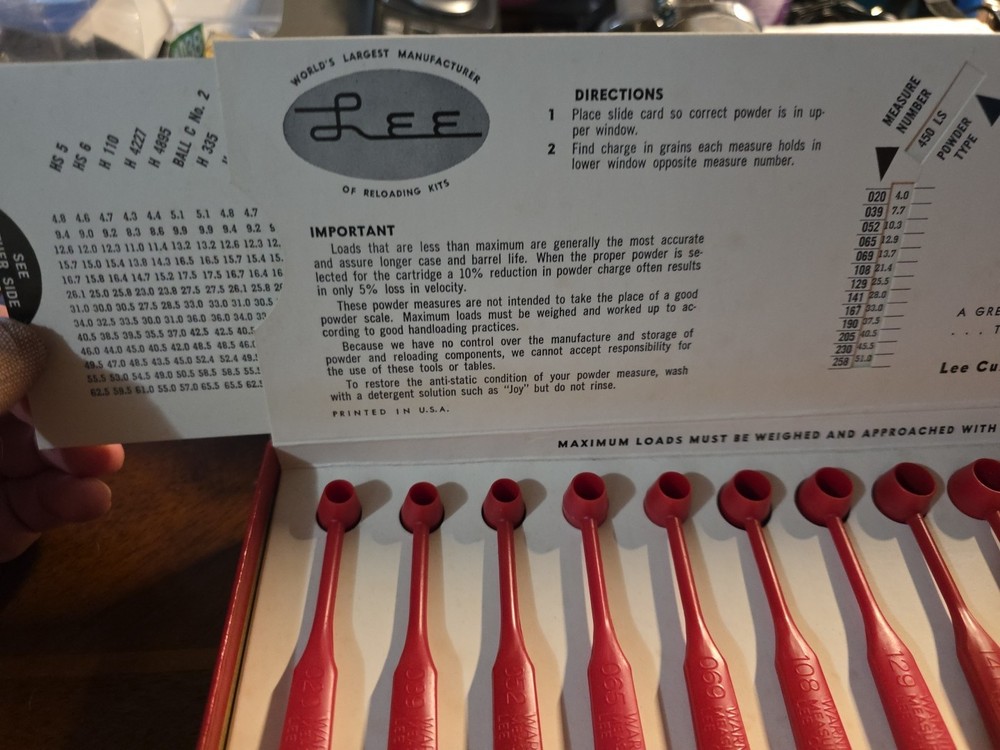 WORLD'S LARGEST MANUFACTURER
LEE
OF RELOADING KITS
DIRECTIONS
1 Place slide card so correct powder is in up-
per window.
2 Find charge in grains each measure holds in
lower window opposite measure number.
MEASURE
NUMBER
450 LS
POWDER
TYPE
IMPORTANT
Loads that are less than maximum are generally the most accurate
and assure longer case and barrel life. When the proper powder is se-
lected for the cartridge a 10% reduction in powder charge often results
in only 5% loss in velocity.
These powder measures are not intended to take the place of a good
powder scale. Maximum loads must be weighed and worked up to ac-
cording to good handloading practices.
Because we have no control over the manufacture and storage of
powder and reloading components, we cannot accept responsibility for
the use of these tools or tables.
To restore the anti-static condition of your powder measure, wash
with a detergent solution such as "Joy" but do not rinse.
PRINTED IN U.S.A.
020 4.0
039 7.7
052 10.3
065 12.9
069 13.7
108 21.4
129 25.5
141 28.0
167 33.0
190 37.5
205 40.5
230 45.5
258 51.0
A GRE
. . . T
Lee Cu
MAXIMUM LOADS MUST BE WEIGHED AND APPROACHED WITH
HS 5
HS 6
H 110
H 4227
H 4895
BALL C No. 2
H 335
SEE
SIDE
4.8 4.6 4.7 4.3 4.4 5.1 5.1 4.8 4.7
9.4 9.0 9.2 8.3 8.6 9.9 9.9 9.4 9.2
12.6 12.0 12.3 11.0 11.4 13.2 13.2 12.6 12.3 12.
15.7 15.0 15.4 13.8 14.3 16.5 16.5 15.7 15.4 15.
16.7 15.8 16.4 14.7 15.2 17.5 17.5 16.7 16.4 16
26.1 25.0 25.8 23.0 23.8 27.5 27.5 26.1 25.8
31.0 30.0 30.5 27.5 28.5 33.0 33.0 31.0 30.5
34.0 32.5 33.5 30.0 31.0 36.0 36.0 34.0
40.5 38.5 39.5 35.5 37.0 42.5 42.5 40.5
46.0 44.0 45.0 40.5 42.0 48.5 48.5 46.0
49.5 47.0 48.5 43.5 45.0 52.4 52.4 49.5
55.5 53.0 54.5 49.0 50.5 58.5 58.5
62.5 59.5 61.0 55.0 57.0 65.5 65.5 62.5
039
052
065
069
108
129